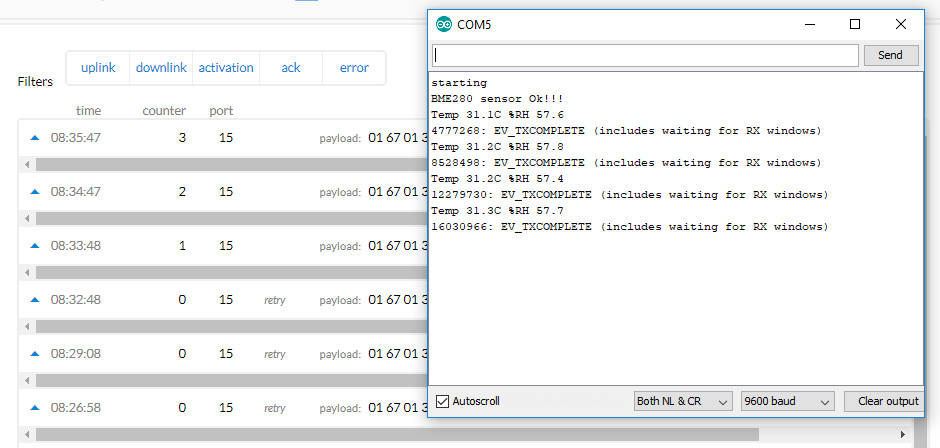 COM5
Send
starting
BME280 sensor Ok!!!
Temp 31.1C %RH 57.6
4777268: EV_TXCOMPLETE (includes waiting for RX windows)
Temp 31.2C %RH 57.8
8528498: EV_TXCOMPLETE (includes waiting for RX windows)
Temp 31.2C %RH 57.4
12279730: EV_TXCOMPLETE (includes waiting for RX windows)
Temp 31.3C %RH 57.7
16030966: EV_TXCOMPLETE (includes waiting for RX windows)
Autoscroll Both NL & CR 9600 baud Clear output
Filters uplink downlink activation ack error
time counter port
08:35:47 3 15 payload: 01 67 01 3
08:34:47 2 15 payload: 01 67 01 3
08:33:48 1 15 payload: 01 67 01 3
08:32:48 0 15 retry payload: 01 67 01 3
08:29:08 0 15 retry payload: 01 67 01 3
08:26:58 0 15 retry payload: 01 67 01 3